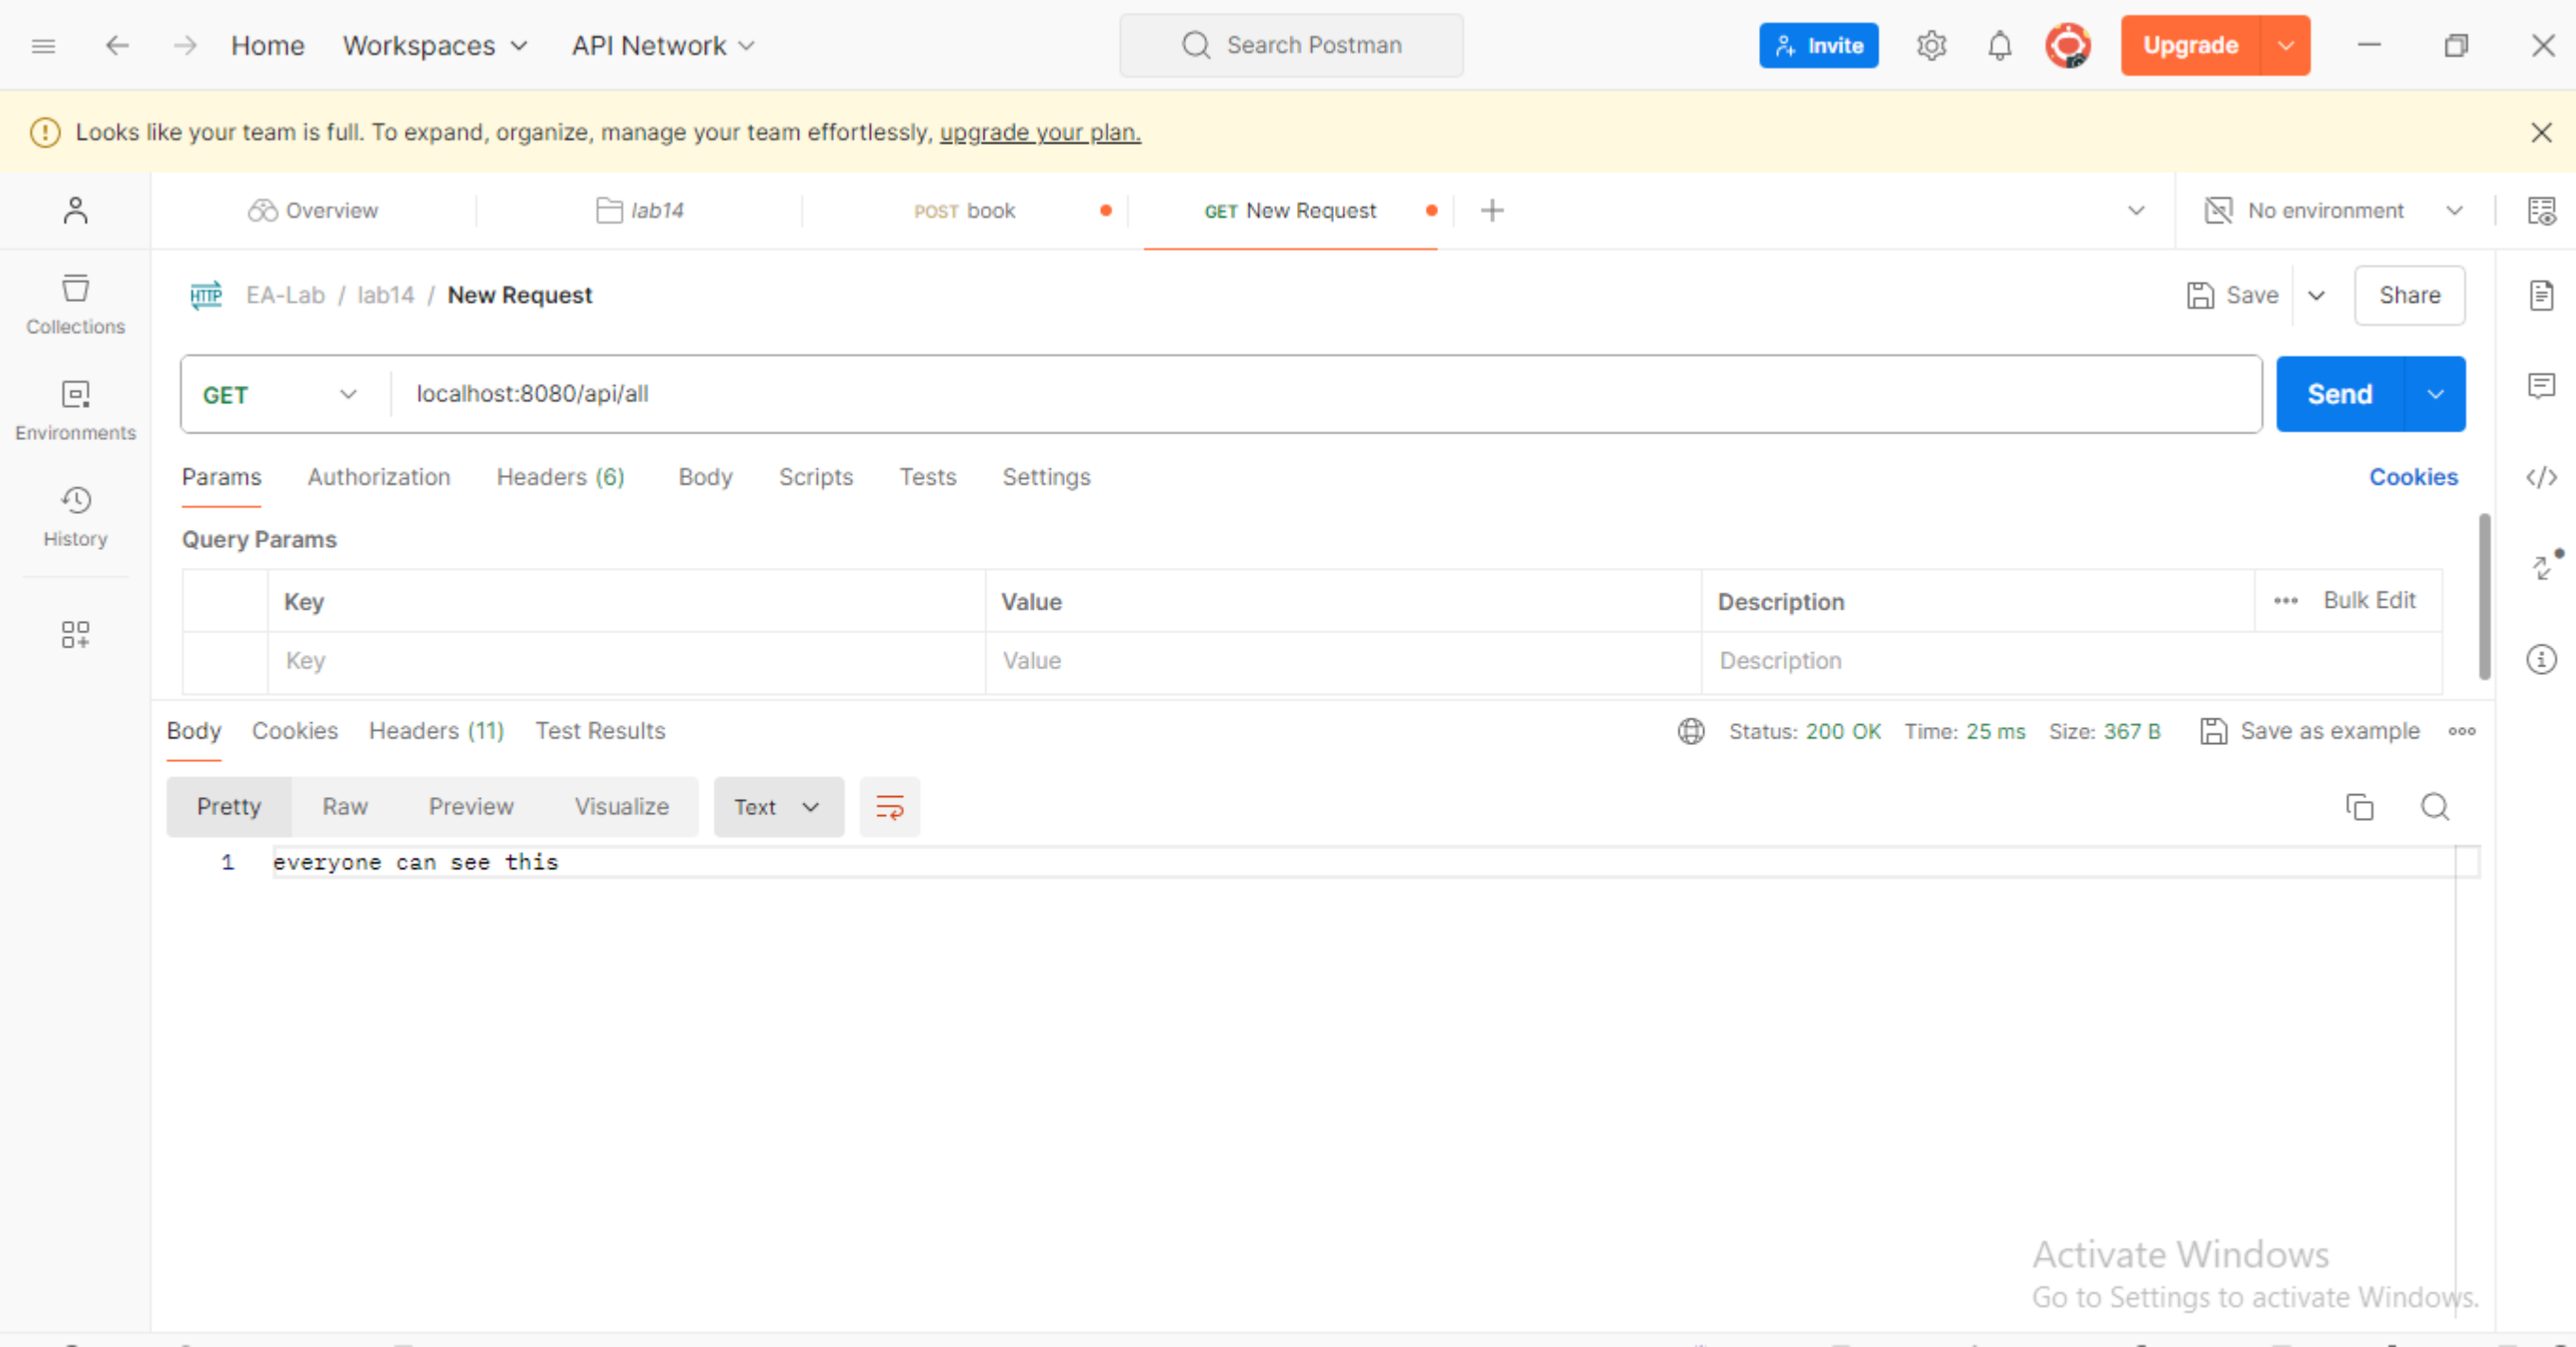 Home Workspaces API Network Search Postman Invite Upgrade
Looks like your team is full. To expand, organize, manage your team effortlessly, upgrade your plan.
Overview lab14 POST book GET New Request No environment
HTTP EA-Lab / lab14 / New Request Save Share
Collections
GET localhost:8080/api/all Send
Environments
Params Authorization Headers (6) Body Scripts Tests Settings Cookies
History
Query Params
Key Value Description Bulk Edit
Key Value Description
Body Cookies Headers (11) Test Results Status: 200 OK Time: 25 ms Size: 367 B Save as example
Pretty Raw Preview Visualize Text
1 everyone can see this
Activate Windows
Go to Settings to activate Windows.